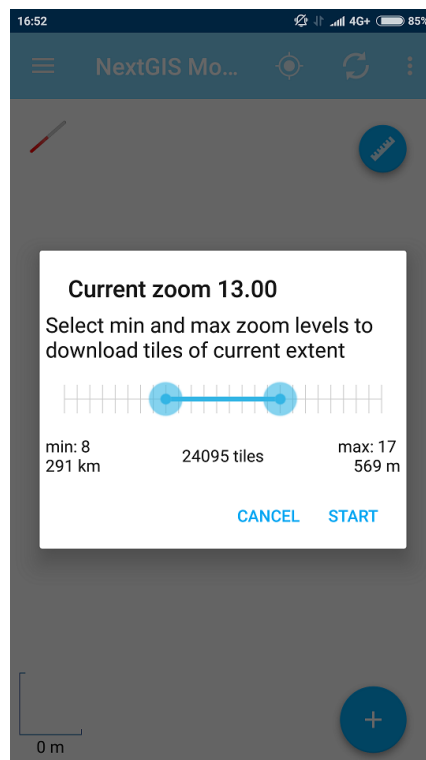 16:52 4G+ 85%
NextGIS Mo...
Current zoom 13.00
Select min and max zoom levels to
download tiles of current extent
min: 8
291 km
24095 tiles
max: 17
569 m
CANCEL START
0 m